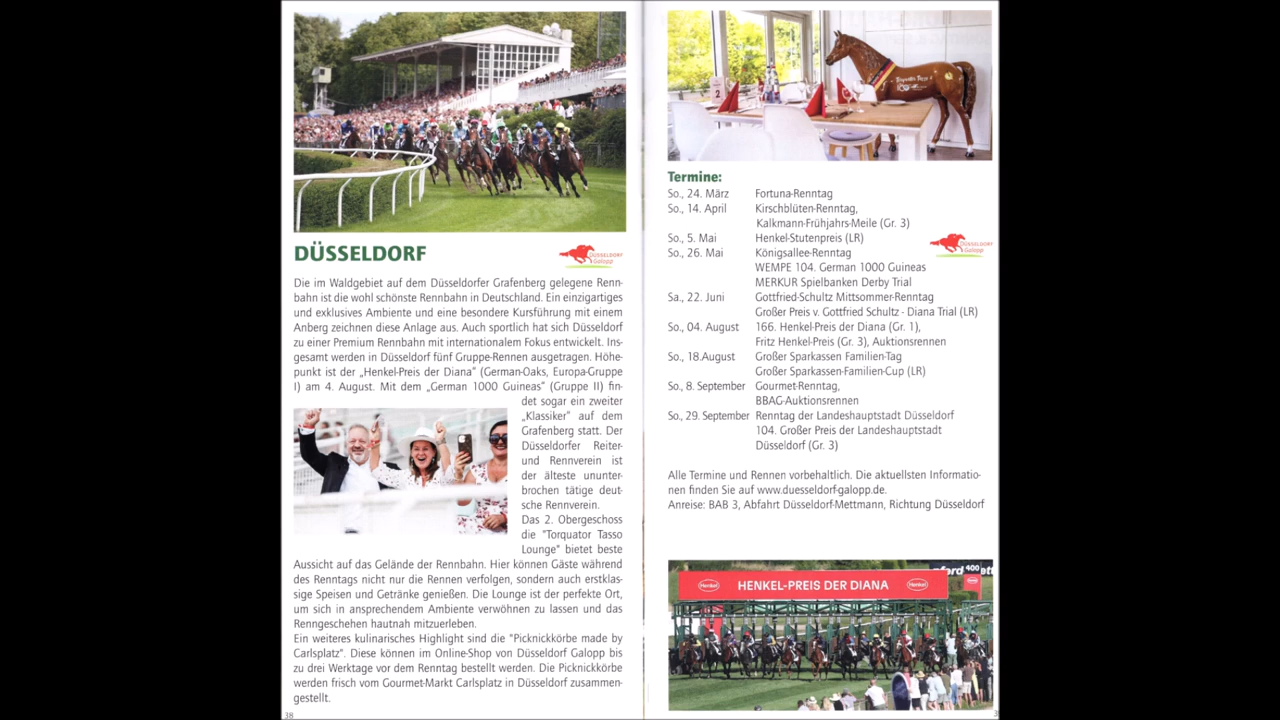 DÜSSELDORF
DÜSSELDORF
Galopp
Die im Waldgebiet auf dem Düsseldorfer Grafenberg gelegene Renn-
bahn ist die wohl schönste Rennbahn in Deutschland. Ein einzigartiges
und exklusives Ambiente und eine besondere Kursführung mit einem
Anberg zeichnen diese Anlage aus. Auch sportlich hat sich Düsseldorf
zu einer Premium Rennbahn mit internationalem Fokus entwickelt. Ins-
gesamt werden in Düsseldorf fünf Gruppe-Rennen ausgetragen. Höhe-
punkt ist der „Henkel-Preis der Diana“ (German-Oaks, Europa-Gruppe
I) am 4. August. Mit dem „German 1000 Guineas“ (Gruppe II) fin-
det sogar ein zweiter
„Klassiker“ auf dem
Grafenberg statt. Der
Düsseldorfer Reiter-
und Rennverein ist
der älteste ununter-
brochen tätige deut-
sche Rennverein.
Das 2. Obergeschoss
die "Torquator Tasso
Lounge" bietet beste
Aussicht auf das Gelände der Rennbahn. Hier können Gäste während
des Renntags nicht nur die Rennen verfolgen, sondern auch erstklas-
sige Speisen und Getränke genießen. Die Lounge ist der perfekte Ort,
um sich in ansprechendem Ambiente verwöhnen zu lassen und das
Renngeschehen hautnah mitzuerleben.
Ein weiteres kulinarisches Highlight sind die "Picknickkörbe made by
Carlsplatz". Diese können im Online-Shop von Düsseldorf Galopp bis
zu drei Werktage vor dem Renntag bestellt werden. Die Picknickkörbe
werden frisch vom Gourmet-Markt Carlsplatz in Düsseldorf zusammen-
gestellt.
38
2
Termine:
So., 24. März Fortuna-Renntag
So., 14. April Kirschblüten-Renntag,
Kalkmann-Frühjahrs-Meile (Gr. 3)
So., 5. Mai Henkel-Stutenpreis (LR)
So., 26. Mai Königsallee-Renntag
WEMPE 104. German 1000 Guineas
MERKUR Spielbanken Derby Trial
Sa., 22. Juni Gottfried-Schultz Mittsommer-Renntag
Großer Preis v. Gottfried Schultz - Diana Trial (LR)
So., 04. August 166. Henkel-Preis der Diana (Gr. 1),
Fritz Henkel-Preis (Gr. 3), Auktionsrennen
So., 18.August Großer Sparkassen Familien-Tag
Großer Sparkassen-Familien-Cup (LR)
So., 8. September Gourmet-Renntag,
BBAG-Auktionsrennen
So., 29. September Renntag der Landeshauptstadt Düsseldorf
104. Großer Preis der Landeshauptstadt
Düsseldorf (Gr. 3)
DÜSSELDORF
Galopp
Alle Termine und Rennen vorbehaltlich. Die aktuellsten Informatio-
nen finden Sie auf www.duesseldorf-galopp.de.
Anreise: BAB 3, Abfahrt Düsseldorf-Mettmann, Richtung Düsseldorf
400
Henkel
HENKEL-PREIS DER DIANA
Henkel